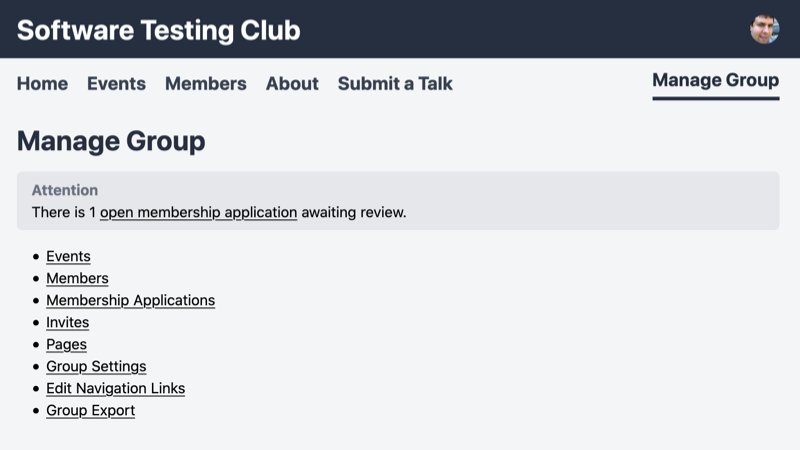 Software Testing Club
Home Events Members About Submit a Talk Manage Group
Manage Group
Attention
There is 1 open membership application awaiting review.
Events
Members
Membership Applications
Invites
Pages
Group Settings
Edit Navigation Links
Group Export